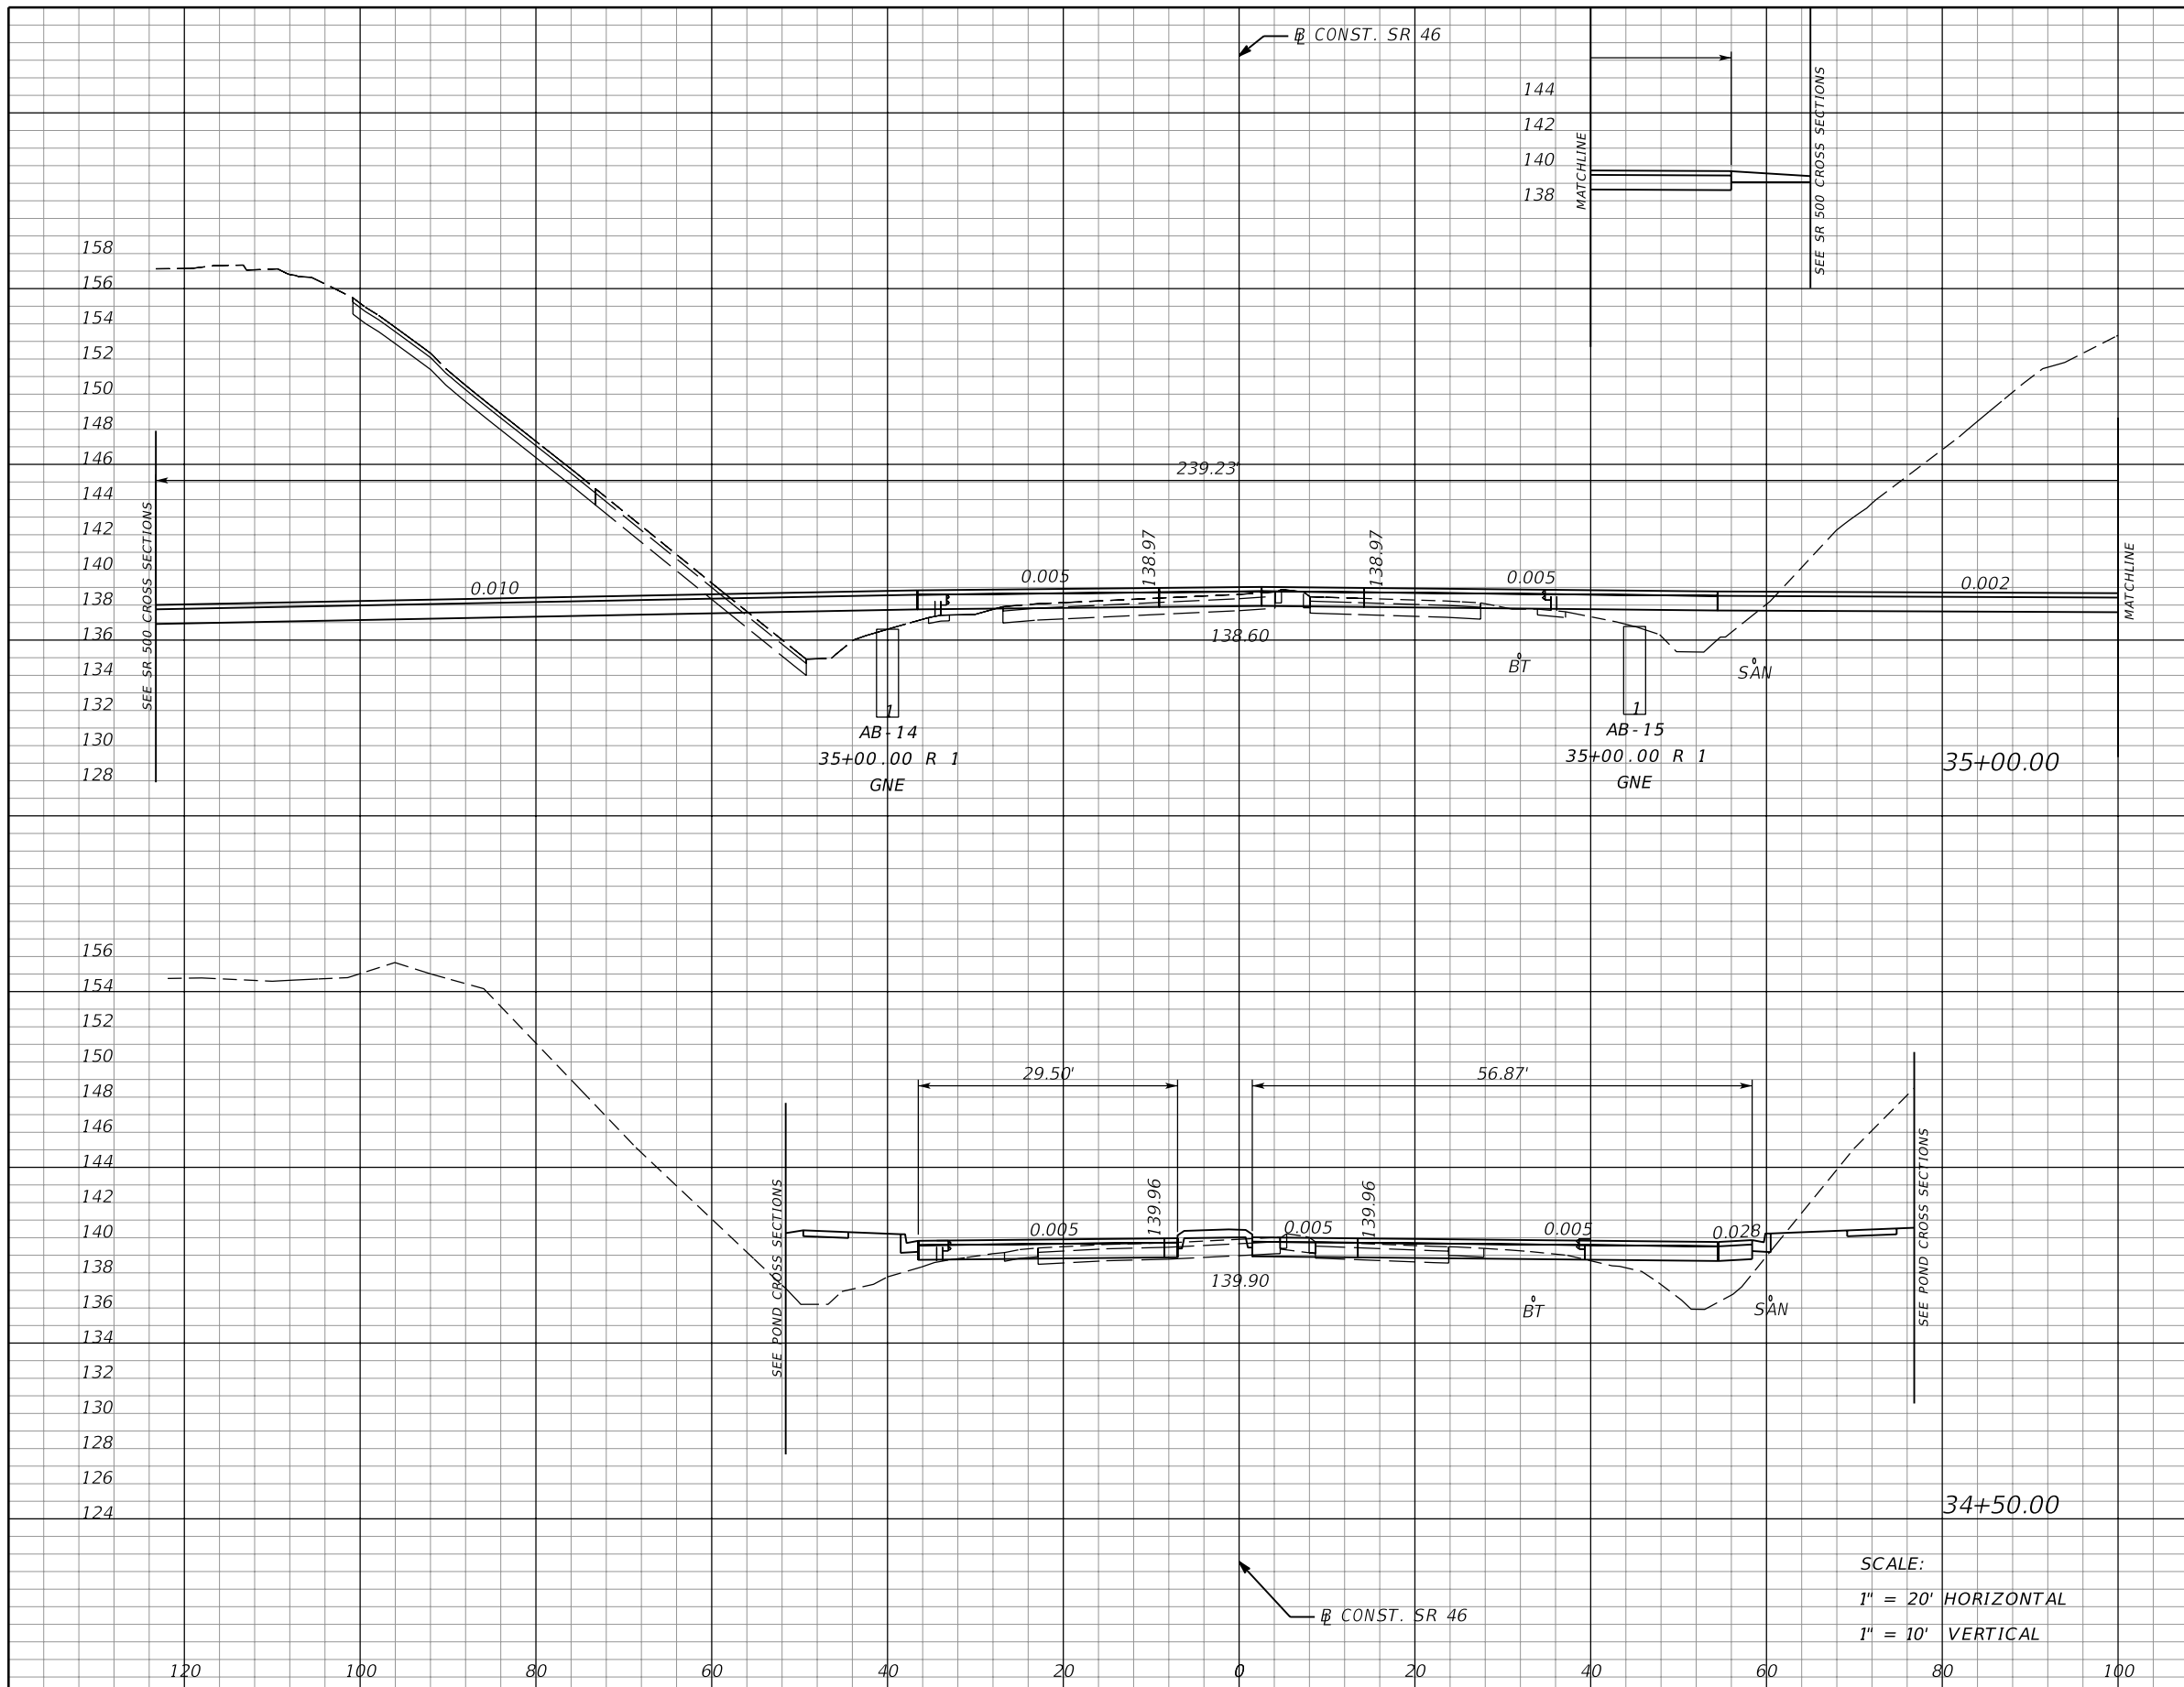 BL CONST. SR 46
144
142
140
138
MATCHLINE
SEE SR 500 CROSS SECTIONS
158
156
154
152
150
148
146
144
142
140
138
136
134
132
130
128
SEE SR 500 CROSS SECTIONS
239.23'
0.010
0.005
138.97
138.97
0.005
0.002
MATCHLINE
138.60
BT
SAN
1
AB-14
35+00.00 R 1
GNE
1
AB-15
35+00.00 R 1
GNE
35+00.00
156
154
152
150
148
146
144
142
140
138
136
134
132
130
128
126
124
SEE POND CROSS SECTIONS
29.50'
56.87'
0.005
139.96
0.005
139.96
0.005
0.028
SEE POND CROSS SECTIONS
139.90
BT
SAN
34+50.00
BL CONST. SR 46
SCALE:
1" = 20' HORIZONTAL
1" = 10' VERTICAL
120 100 80 60 40 20 0 20 40 60 80 100